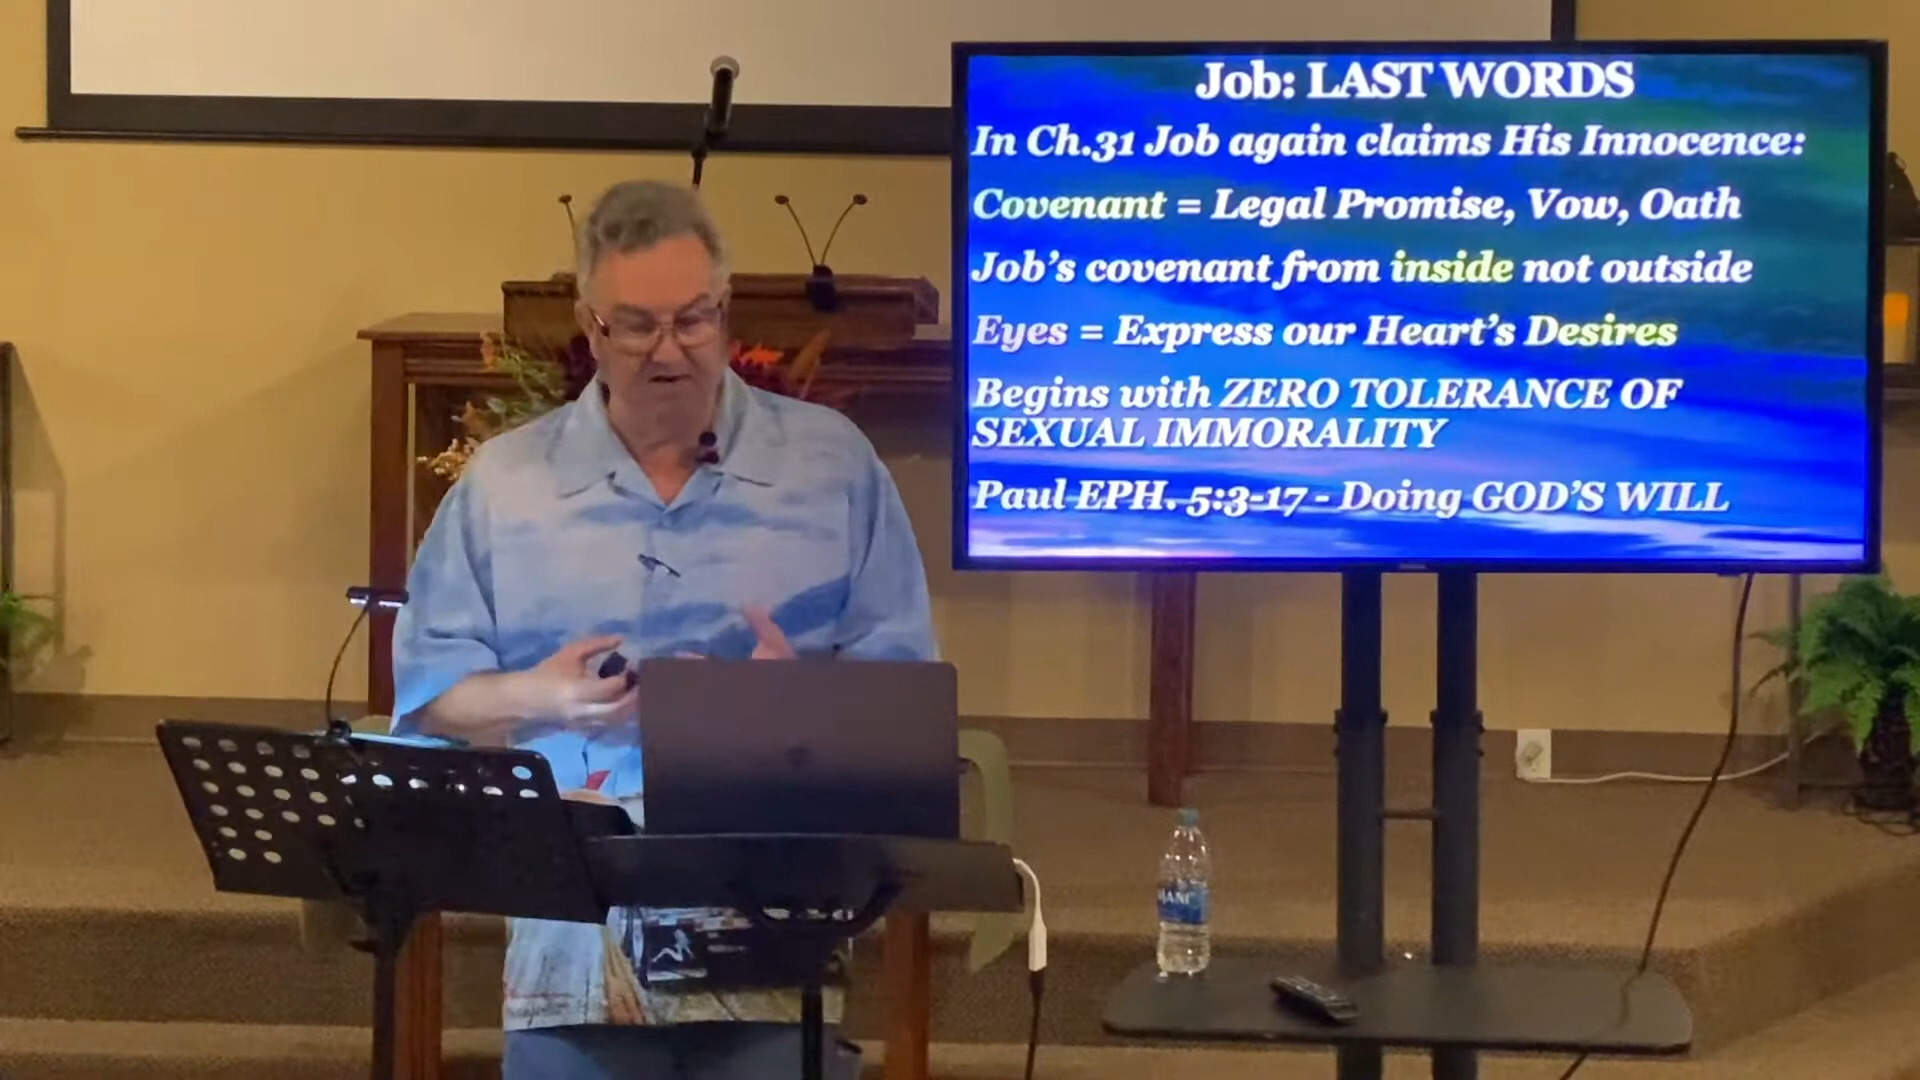 Job: LAST WORDS
In Ch.31 Job again claims His Innocence:
Covenant = Legal Promise, Vow, Oath
Job’s covenant from inside not outside
Eyes = Express our Heart’s Desires
Begins with ZERO TOLERANCE OF
SEXUAL IMMORALITY
Paul EPH. 5:3-17 - Doing GOD’S WILL